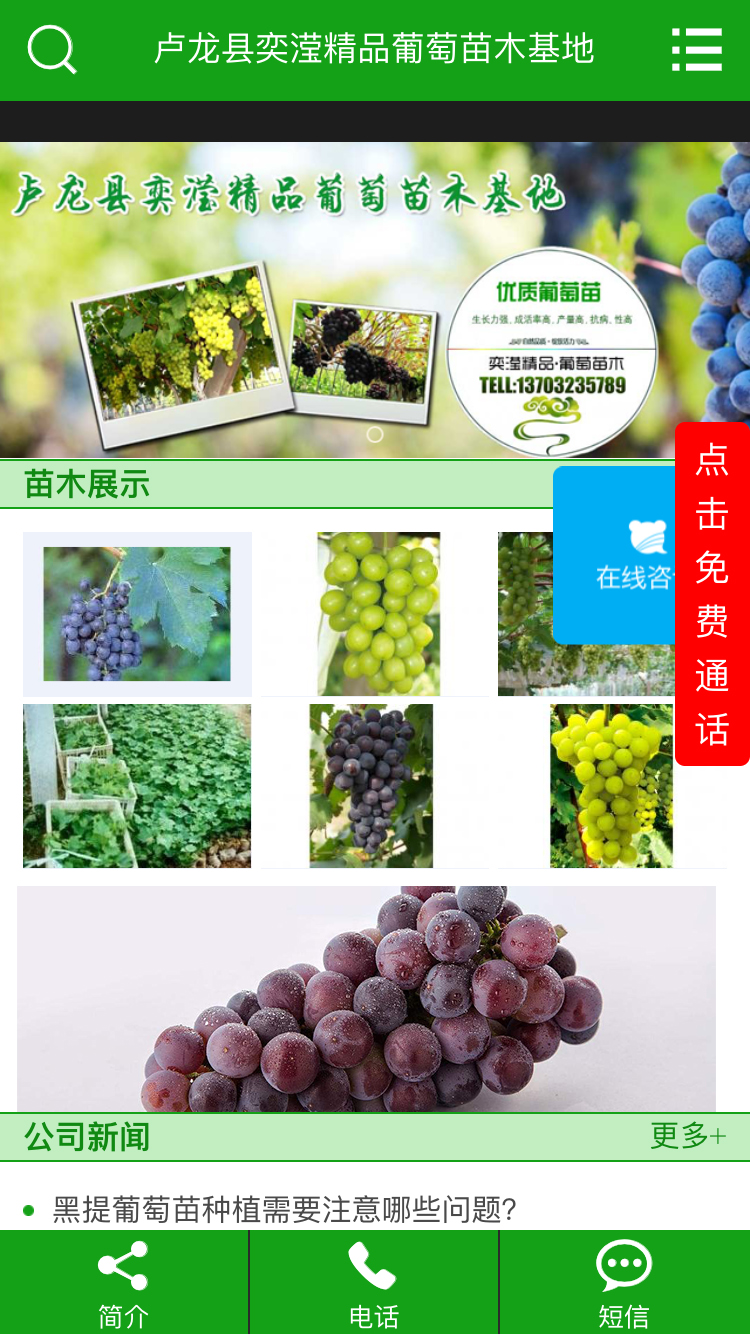 卢龙县奕滢精品葡萄苗木基地
卢龙县奕滢精品葡萄苗木基地
优质葡萄苗
生长力强、成活率高、产量高、抗病、性高
奕滢精品·葡萄苗木
TELL:13703235789
苗木展示
在线咨
点击免费通话
公司新闻
更多+
黑提葡萄苗种植需要注意哪些问题?
简介
电话
短信